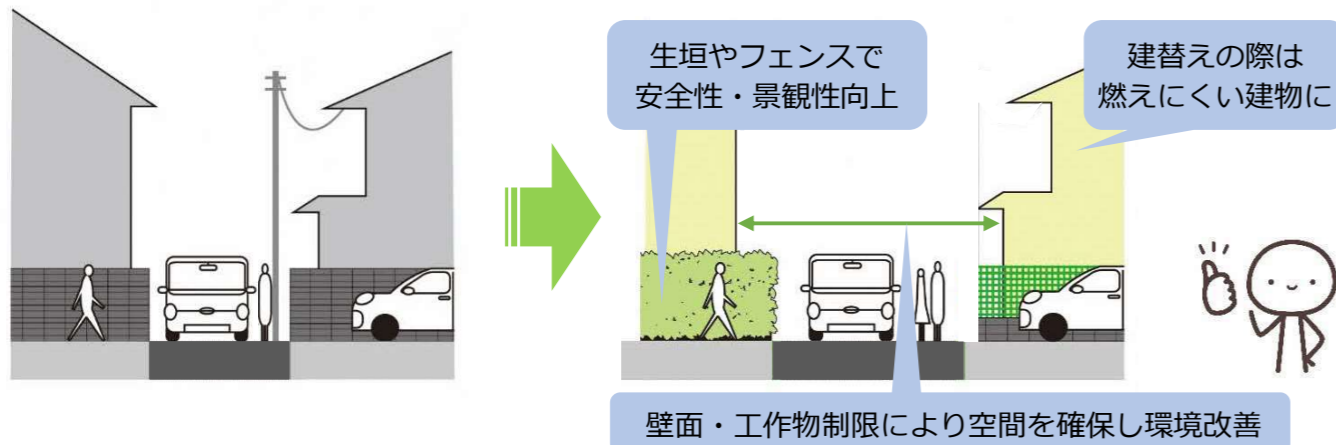 生垣やフェンスで
安全性・景観性向上
建替えの際は
燃えにくい建物に
壁面・工作物制限により空間を確保し環境改善